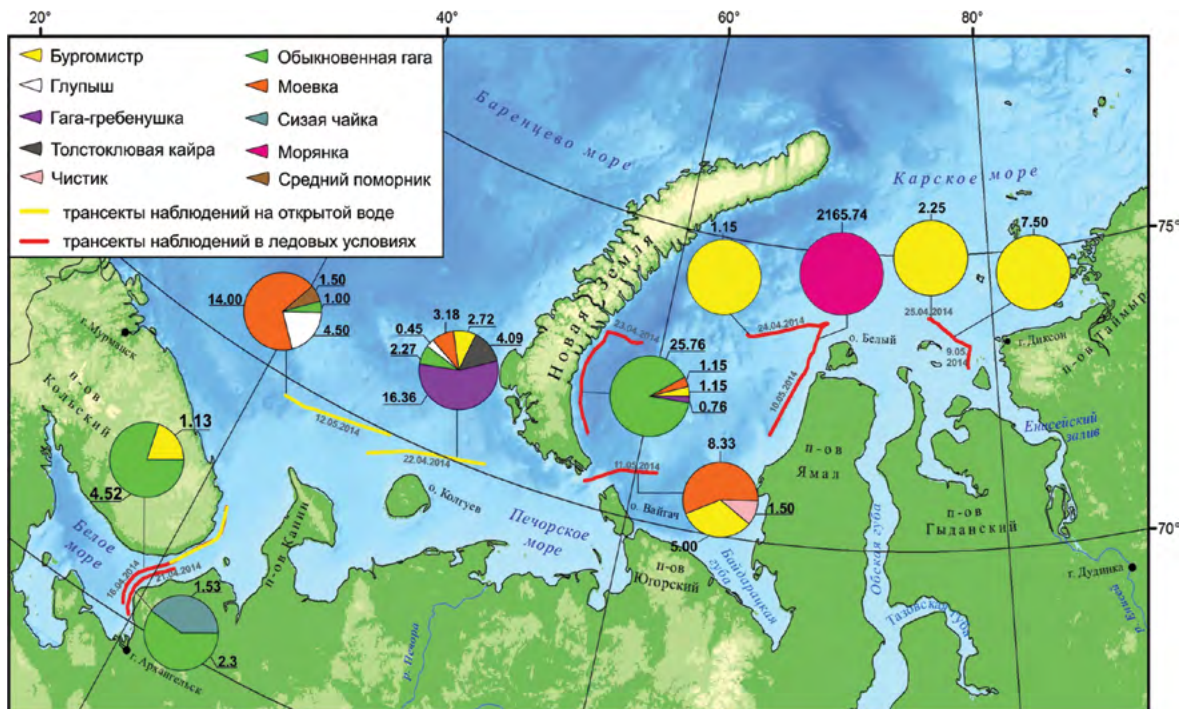 20°
40°
60°
80°
Бургомистр
Обыкновенная гага
Глупыш
Моевка
Гага-гребенушка
Сизая чайка
Толстоклювая кайра
Морянка
Чистик
Средний поморник
трансекты наблюдений на открытой воде
трансекты наблюдений в ледовых условиях
Баренцево море
Карское море
75°
70°
Новая Земля
1.15
2165.74
2.25
7.50
14.00
1.50
1.00
4.50
0.45
3.18
2.72
4.09
2.27
16.36
23.04.2014
25.76
1.15
1.15
0.76
24.04.2014
10.05.2014
25.04.2014
9.05.
2014
о. Белый
г. Диксон
п-ов Таймыр
г. Мурманск
п-ов
Кольский
1.13
4.52
12.05.2014
22.04.2014
11.05.2014
8.33
1.50
5.00
Енисейский
залив
п-ов
Ямал
п-ов
Гыданский
о. Колгуев
о. Вайгач
Печорское
море
п-ов Канин
Белое
море
21.04.2014
1.53
2.3
г. Архангельск
р. Печора
п-ов
Югорский
Байдарацкая
губа
Обская губа
Тазовская губа
г. Дудинка
р. Енисей